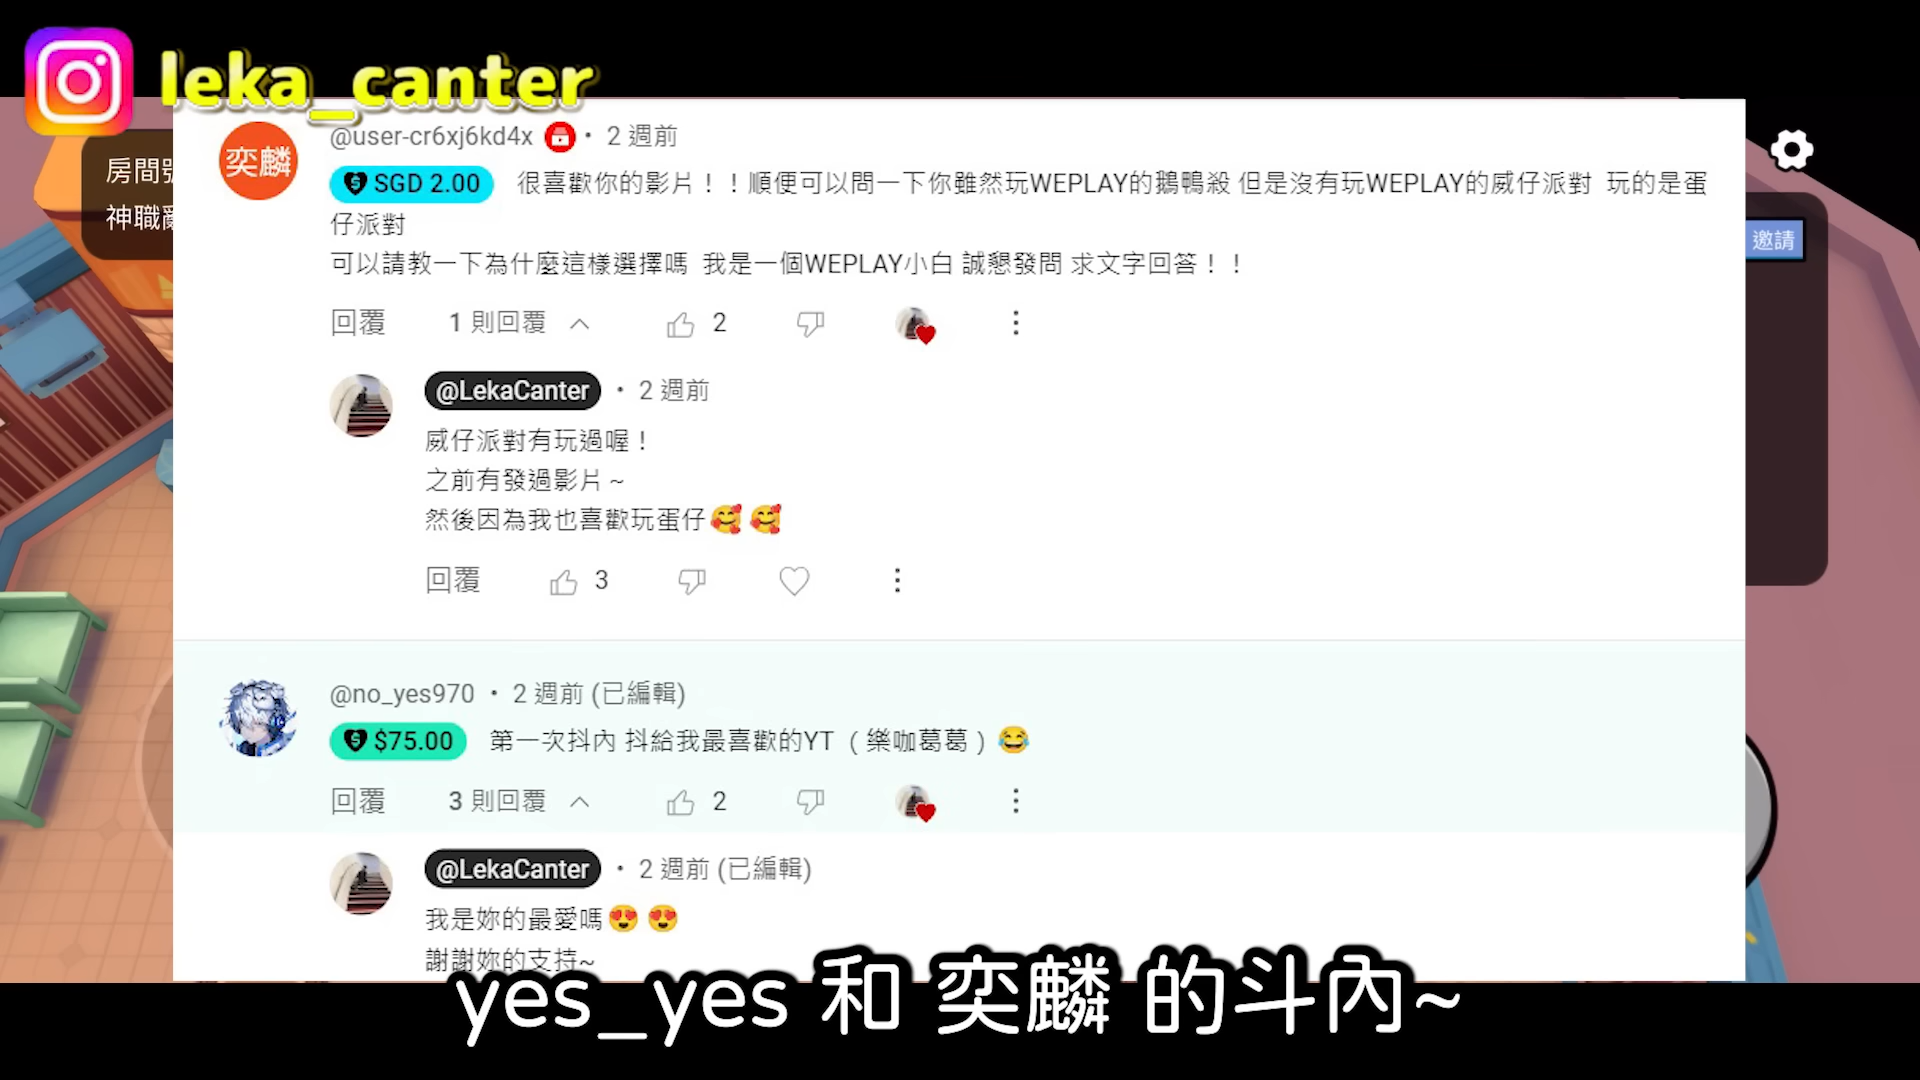 leka_canter
房間號
神職亂
邀請
奕麟
@user-cr6xj6kd4x • 2 週前
SGD 2.00 很喜歡你的影片！！順便可以問一下你雖然玩WEPLAY的鵝鴨殺 但是沒有玩WEPLAY的威仔派對 玩的是蛋
仔派對
可以請教一下為什麼這樣選擇嗎 我是一個WEPLAY小白 誠懇發問 求文字回答！！
回覆 1 則回覆 2
@LekaCanter • 2 週前
威仔派對有玩過喔！
之前有發過影片~
然後因為我也喜歡玩蛋仔🥰🥰
回覆 3
@no_yes970 • 2 週前 (已編輯)
$75.00 第一次抖內 抖給我最喜歡的YT （樂咖葛葛）😂
回覆 3 則回覆 2
@LekaCanter • 2 週前 (已編輯)
我是妳的最愛嗎😍😍
謝謝妳的支持~
yes_yes 和 奕麟 的斗內~